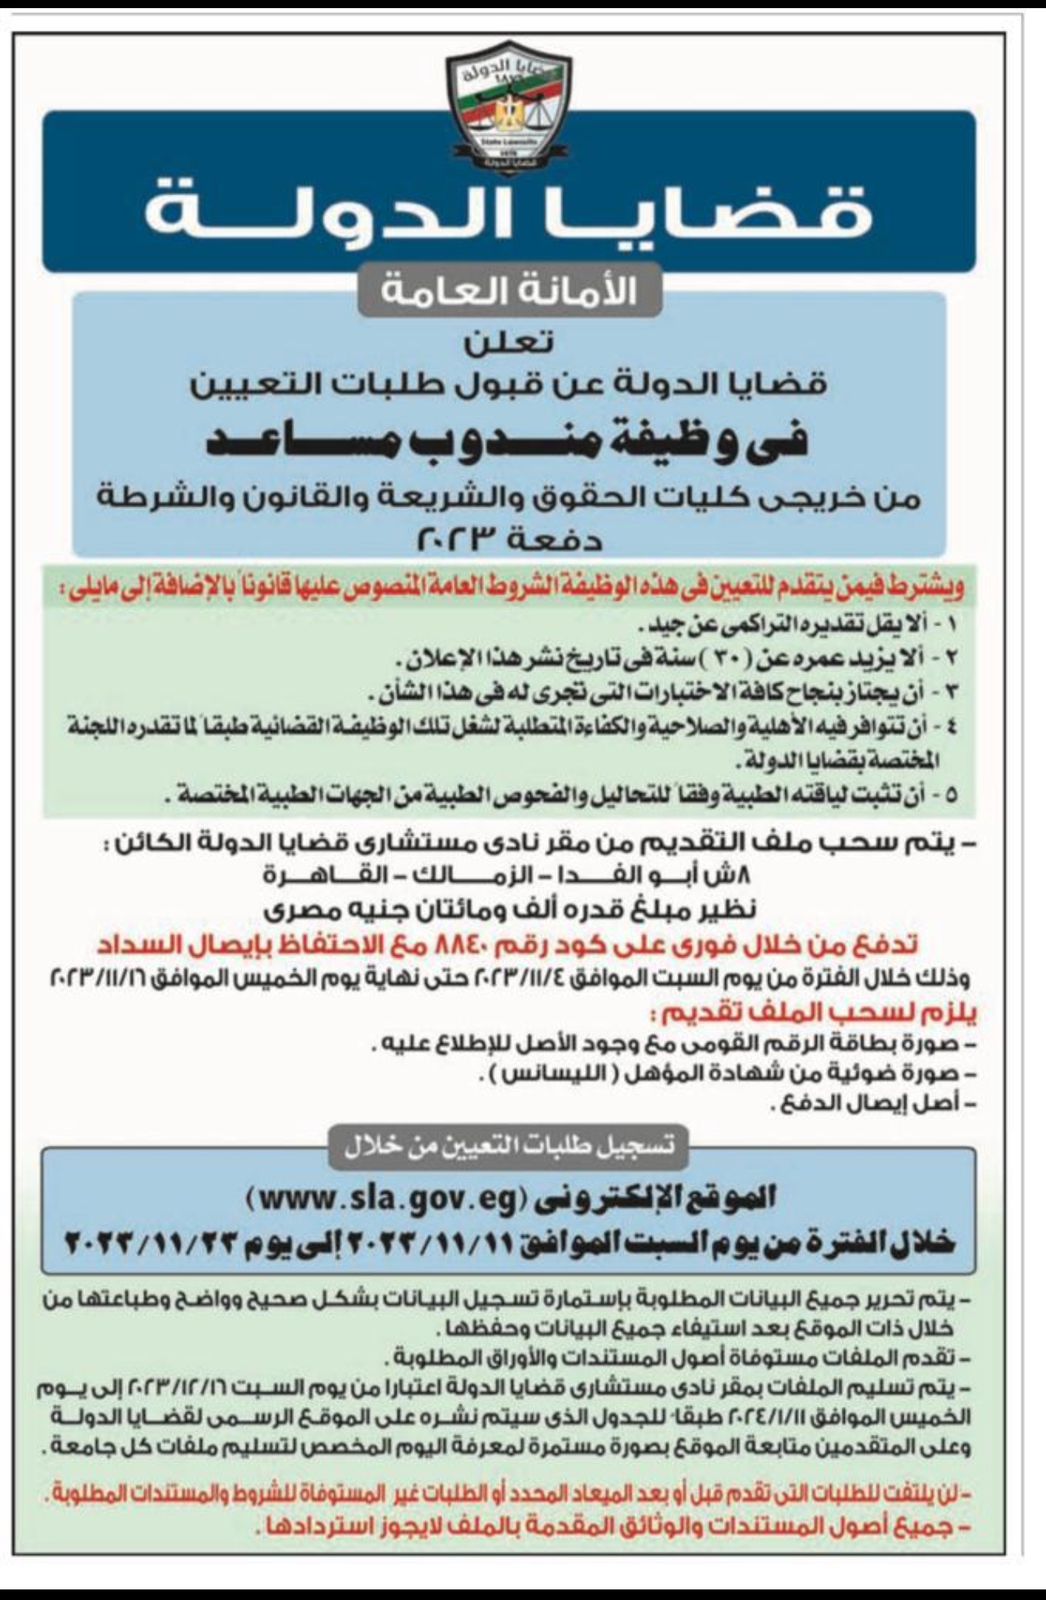 قضايا الدولة
١٨٧٥
State Lawsuits
1875
قضايا الدولة
قضايا الدولة
الأمانة العامة
تعلن
قضايا الدولة عن قبول طلبات التعيين
فى وظيفة مندوب مساعد
من خريجى كليات الحقوق والشريعة والقانون والشرطة
دفعة ٢٠٢٣
ويشترط فيمن يتقدم للتعيين فى هذه الوظيفة الشروط العامة المنصوص عليها قانوناً بالإضافة إلى مايلى :
١ - ألا يقل تقديره التراكمى عن جيد .
٢ - ألا يزيد عمره عن (٣٠) سنة فى تاريخ نشر هذا الإعلان .
٣ - أن يجتاز بنجاح كافة الاختبارات التى تجرى له فى هذا الشأن .
٤ - أن تتوافر فيه الأهلية والصلاحية والكفاءة المتطلبة لشغل تلك الوظيفة القضائية طبقاً لما تقدره اللجنة
المختصة بقضايا الدولة .
٥ - أن تثبت لياقته الطبية وفقاً للتحاليل والفحوص الطبية من الجهات الطبية المختصة .
- يتم سحب ملف التقديم من مقر نادى مستشارى قضايا الدولة الكائن :
٨ش أبو الفدا - الزمالك - القاهرة
نظير مبلغ قدره ألف ومائتان جنيه مصرى
تدفع من خلال فورى على كود رقم ٨٨٤٠ مع الاحتفاظ بإيصال السداد
وذلك خلال الفترة من يوم السبت الموافق ٢٠٢٣/١١/٤ حتى نهاية يوم الخميس الموافق ٢٠٢٣/١١/١٦
يلزم لسحب الملف تقديم :
- صورة بطاقة الرقم القومى مع وجود الأصل للإطلاع عليه .
- صورة ضوئية من شهادة المؤهل ( الليسانس ) .
- أصل إيصال الدفع .
تسجيل طلبات التعيين من خلال
الموقع الإلكترونى (www.sla.gov.eg)
خلال الفترة من يوم السبت الموافق ٢٠٢٣/١١/١١ إلى يوم ٢٠٢٣/١١/٢٣
- يتم تحرير جميع البيانات المطلوبة بإستمارة تسجيل البيانات بشكل صحيح وواضح وطباعتها من
خلال ذات الموقع بعد استيفاء جميع البيانات وحفظها .
- تقدم الملفات مستوفاة أصول المستندات والأوراق المطلوبة .
- يتم تسليم الملفات بمقر نادى مستشارى قضايا الدولة اعتبارا من يوم السبت ٢٠٢٣/١٢/١٦ إلى يوم
الخميس الموافق ٢٠٢٤/١/١١ طبقاً للجدول الذى سيتم نشره على الموقع الرسمى لقضايا الدولة
وعلى المتقدمين متابعة الموقع بصورة مستمرة لمعرفة اليوم المخصص لتسليم ملفات كل جامعة .
- لن يلتفت للطلبات التى تقدم قبل أو بعد الميعاد المحدد أو الطلبات غير المستوفاة للشروط والمستندات المطلوبة .
- جميع أصول المستندات والوثائق المقدمة بالملف لايجوز استردادها .